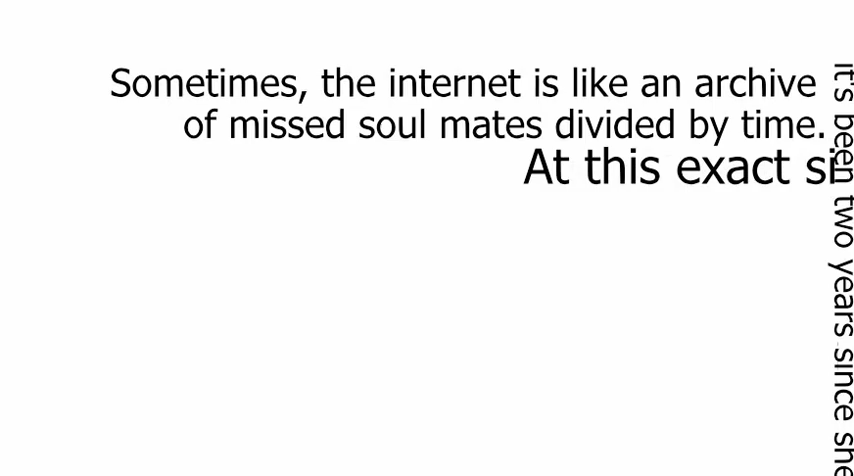 Sometimes, the internet is like an archive
of missed soul mates divided by time.
At this exact
it's been two years since she